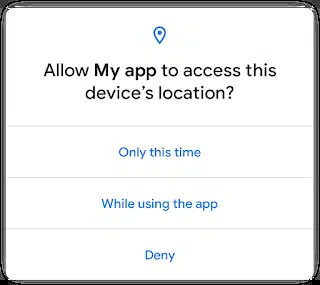 Allow My app to access this
device’s location?
Only this time
While using the app
Deny